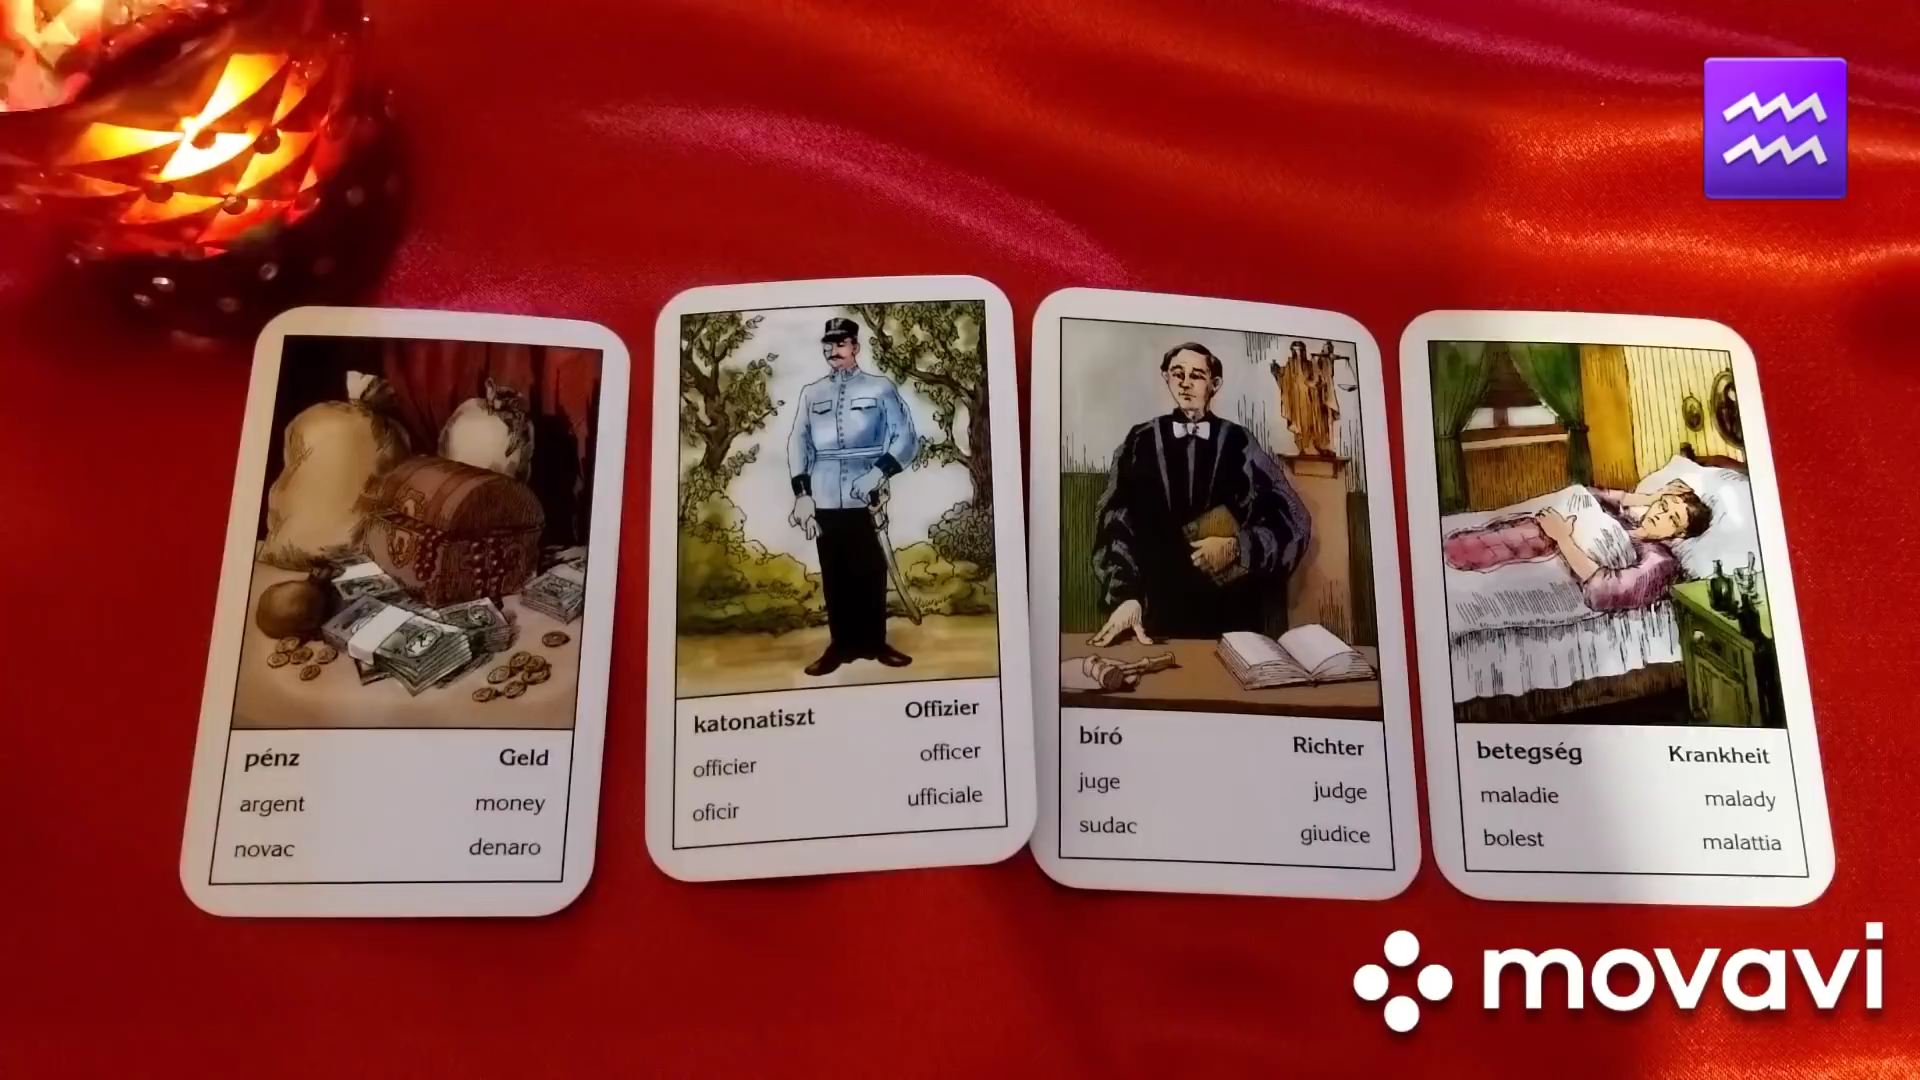 pénz Geld
argent money
novac denaro
katonatiszt Offizier
officier officer
oficir ufficiale
bíró Richter
juge judge
sudac giudice
betegség Krankheit
maladie malady
bolest malattia
movavi